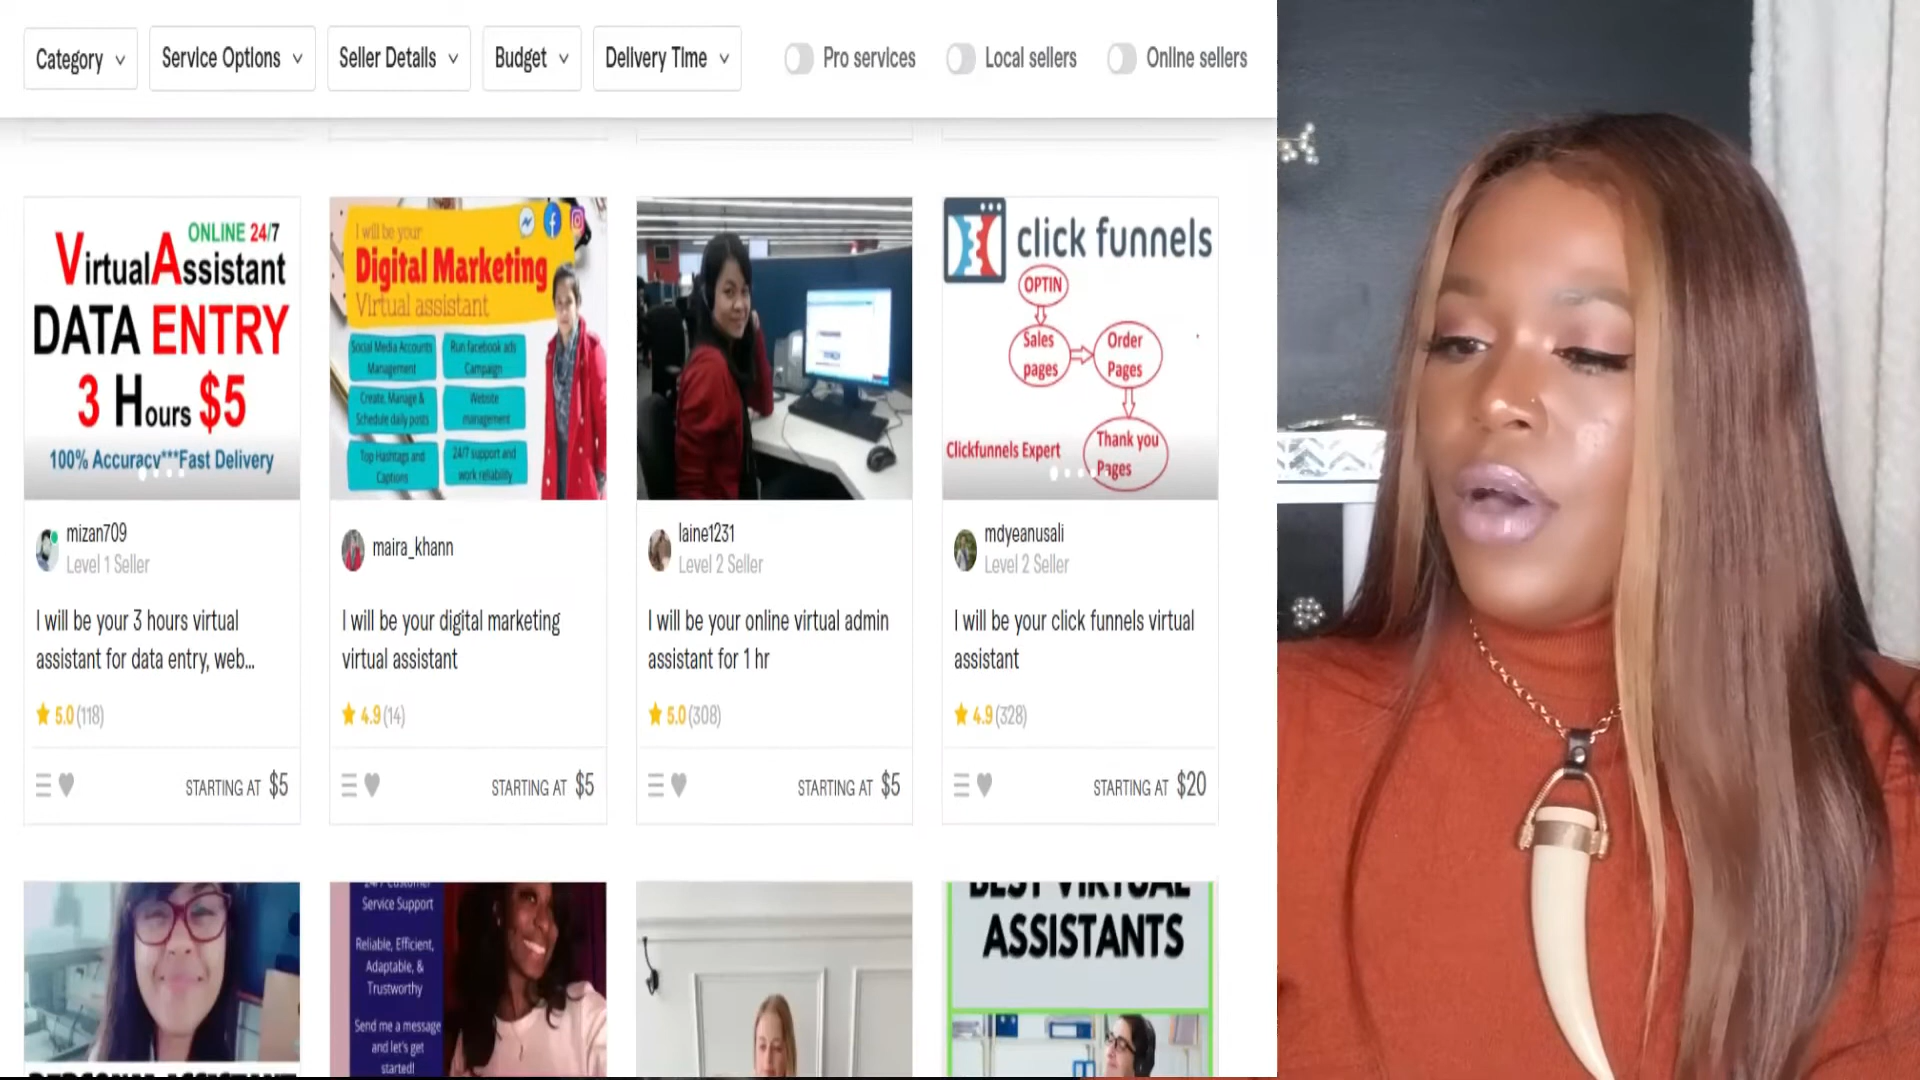 Category
Service Options
Seller Details
Budget
Delivery Time
Pro services
Local sellers
Online sellers
ONLINE 24/7
VirtualAssistant
DATA ENTRY
3 Hours $5
100% Accuracy***Fast Delivery
I will be your
Digital Marketing
Virtual assistant
Social Media Accounts
Management
Run facebook ads
Campaign
Create, Manage &
Schedule daily posts
Website
management
Top Hashtags and
Captions
24/7 support and
work reliability
click funnels
OPTIN
Sales
pages
Order
Pages
Thank you
Pages
Clickfunnels Expert
mizan709
Level 1 Seller
I will be your 3 hours virtual
assistant for data entry, web...
5.0 (118)
STARTING AT $5
maira_khann
I will be your digital marketing
virtual assistant
4.9 (14)
STARTING AT $5
laine1231
Level 2 Seller
I will be your online virtual admin
assistant for 1 hr
5.0 (308)
STARTING AT $5
mdyeanusali
Level 2 Seller
I will be your click funnels virtual
assistant
4.9 (328)
STARTING AT $20
24/7 Customer
Service Support
Reliable, Efficient,
Adaptable, &
Trustworthy
Send me a message
and let's get
started!
BEST VIRTUAL
ASSISTANTS
PERSONAL ASSISTANT